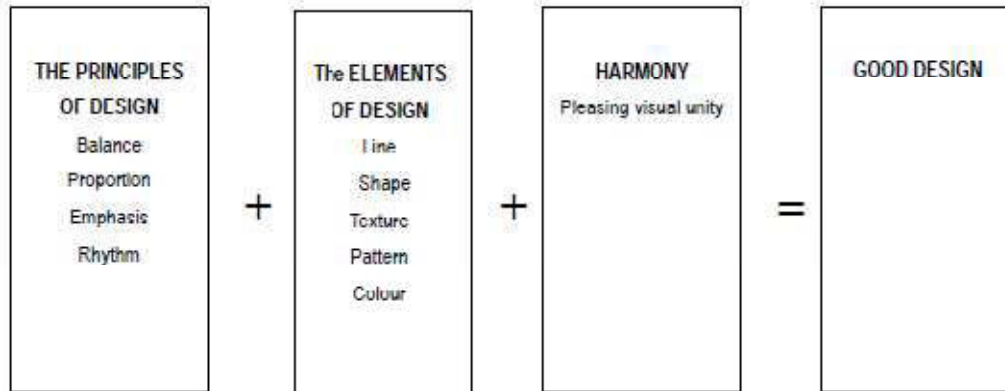 THE PRINCIPLES
OF DESIGN
Balance
Proportion
Emphasis
Rhythm
+
The ELEMENTS
OF DESIGN
Line
Shape
Texture
Pattern
Colour
+
HARMONY
Pleasing visual unity
=
GOOD DESIGN